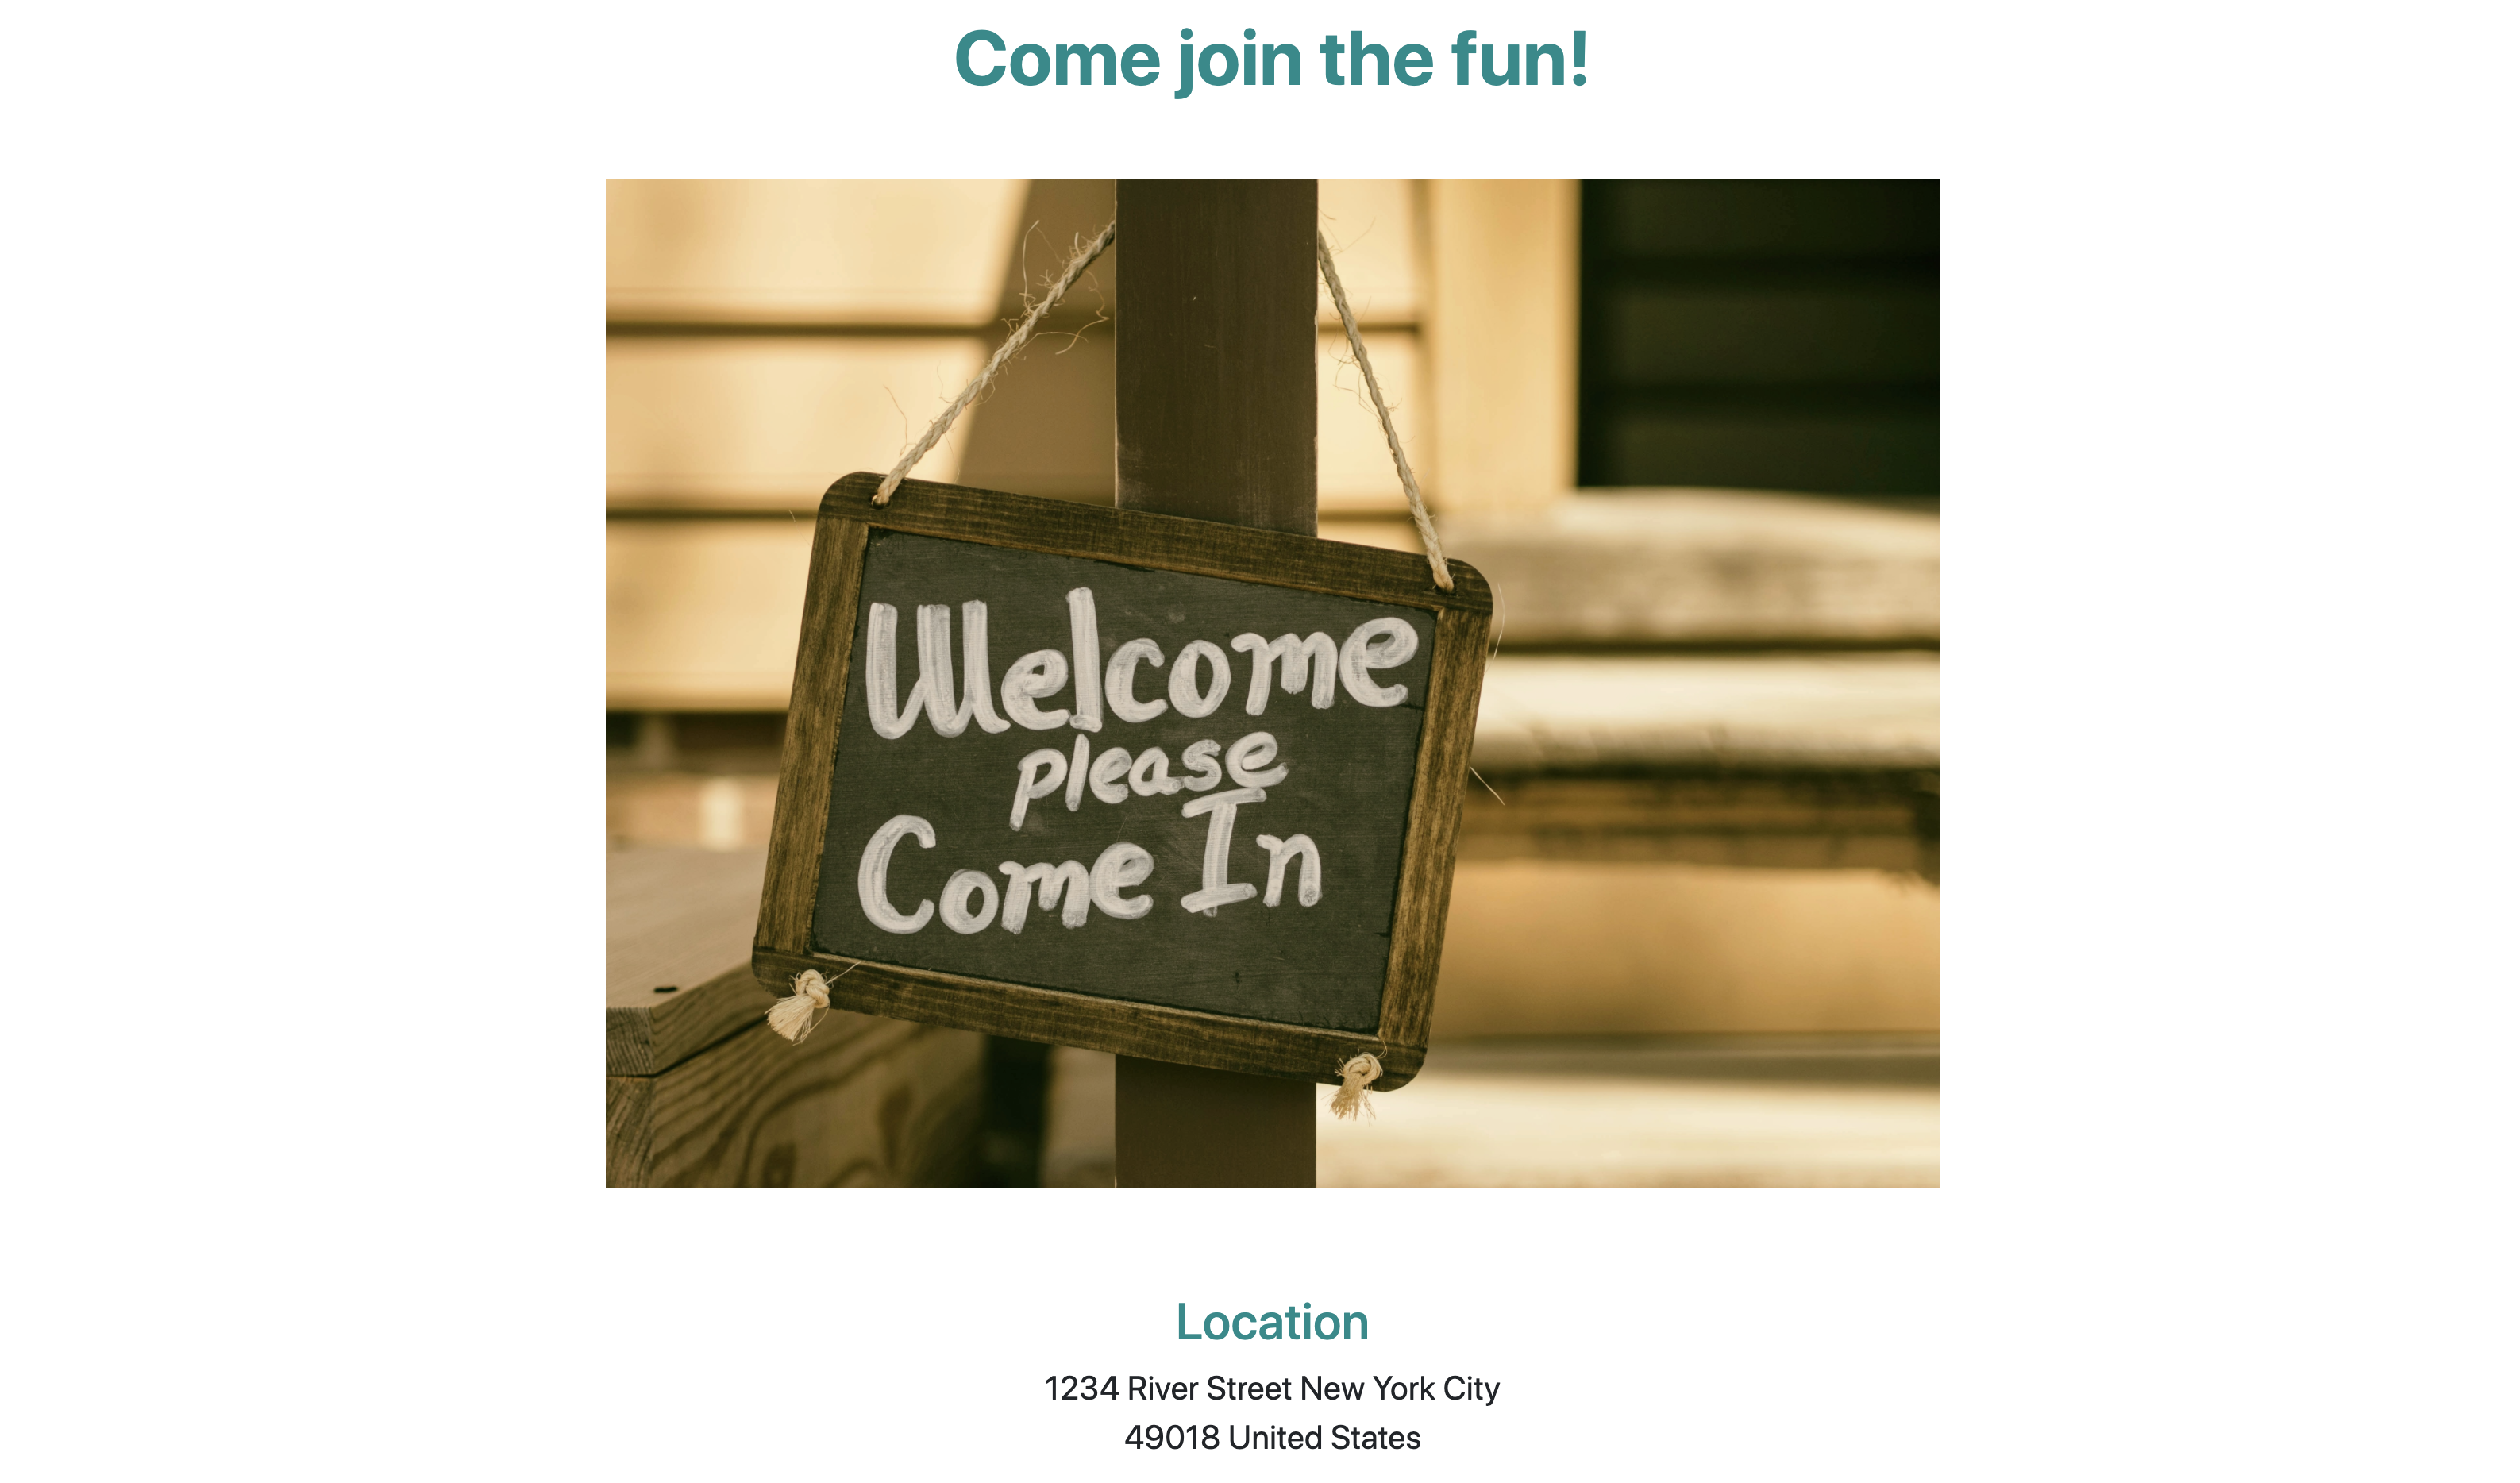 Come join the fun!
Welcome
please
Come In
Location
1234 River Street New York City
49018 United States